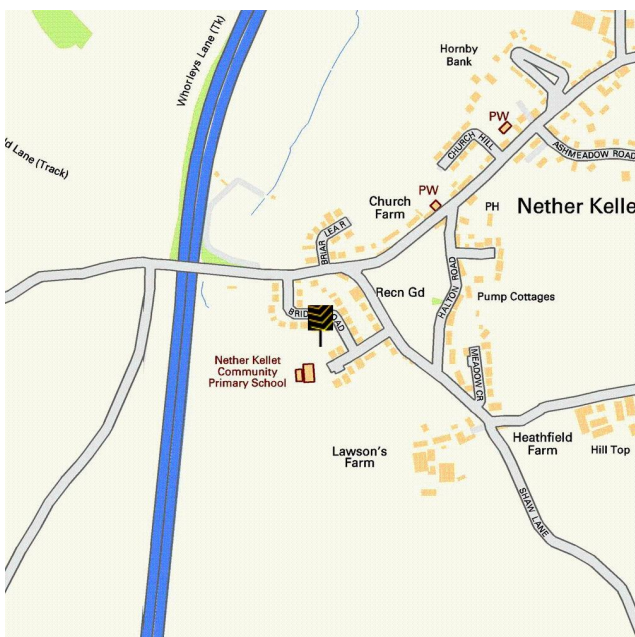 Whorleys Lane (Tk)
Hornby
Bank
PW
CHURCH HILL
ASHMEADOW ROAD
Lane (Track)
PW
Church
Farm
PH
Nether Kelle
BRIAR LEA R
HALTON ROAD
Recn Gd
Pump Cottages
Nether Kellet
Community
Primary School
MEADOW CR
Lawson's
Farm
Heathfield
Farm
Hill Top
SHAW LANE